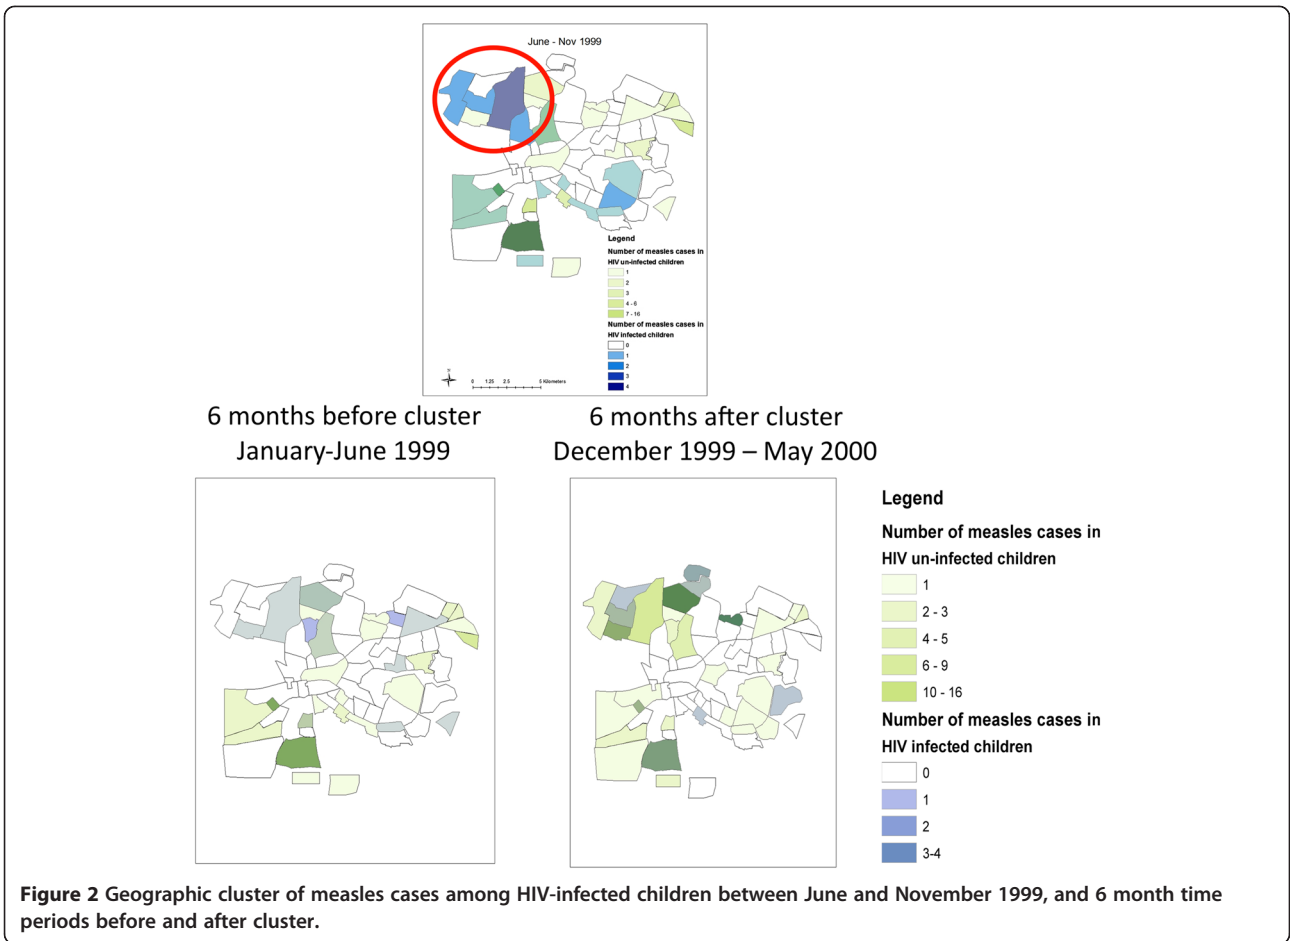 June - Nov 1999
Legend
Number of measles cases in
HIV un-infected children
1
2
3
4 - 6
7 - 16
Number of measles cases in
HIV infected children
0
1
2
3
4
N
0 1.25 2.5 5 Kilometers
6 months before cluster
January-June 1999
6 months after cluster
December 1999 – May 2000
Legend
Number of measles cases in
HIV un-infected children
1
2 - 3
4 - 5
6 - 9
10 - 16
Number of measles cases in
HIV infected children
0
1
2
3-4
Figure 2 Geographic cluster of measles cases among HIV-infected children between June and November 1999, and 6 month time
periods before and after cluster.